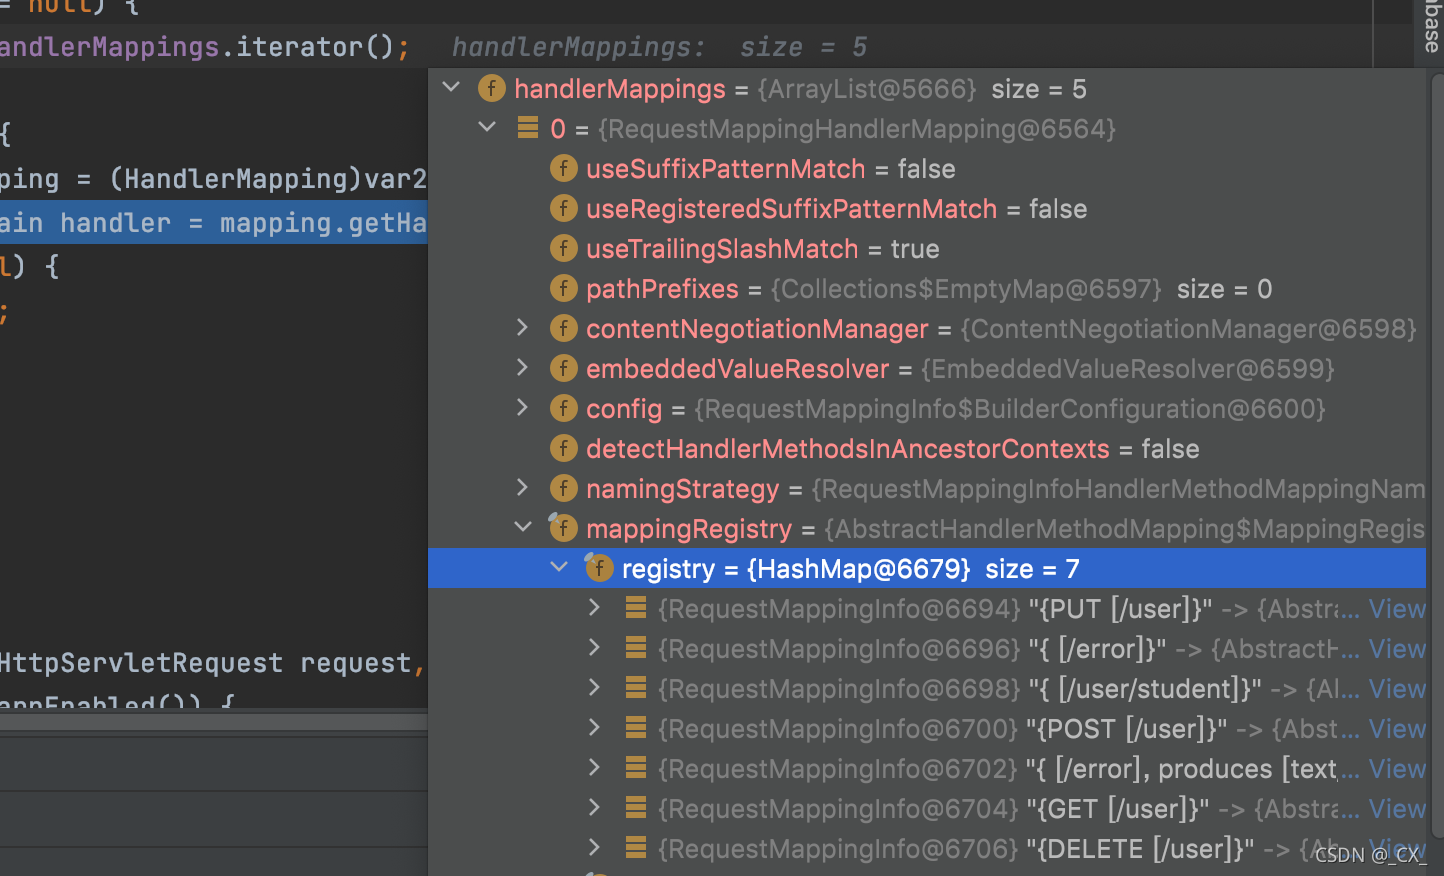 = null) {
andlerMappings.iterator();   handlerMappings:  size = 5
{
ping = (HandlerMapping)var2
ain handler = mapping.getHa
l) {
;
HttpServletRequest request,
appEnabled()) {
handlerMappings = {ArrayList@5666}  size = 5
0 = {RequestMappingHandlerMapping@6564}
useSuffixPatternMatch = false
useRegisteredSuffixPatternMatch = false
useTrailingSlashMatch = true
pathPrefixes = {Collections$EmptyMap@6597}  size = 0
contentNegotiationManager = {ContentNegotiationManager@6598}
embeddedValueResolver = {EmbeddedValueResolver@6599}
config = {RequestMappingInfo$BuilderConfiguration@6600}
detectHandlerMethodsInAncestorContexts = false
namingStrategy = {RequestMappingInfoHandlerMethodMappingNam
mappingRegistry = {AbstractHandlerMethodMapping$MappingRegis
registry = {HashMap@6679}  size = 7
{RequestMappingInfo@6694} "{PUT [/user]}" -> {Abstra... View
{RequestMappingInfo@6696} "{ [/error]}" -> {AbstractH... View
{RequestMappingInfo@6698} "{ [/user/student]}" -> {Al... View
{RequestMappingInfo@6700} "{POST [/user]}" -> {Abst... View
{RequestMappingInfo@6702} "{ [/error], produces [text... View
{RequestMappingInfo@6704} "{GET [/user]}" -> {Abstra... View
{RequestMappingInfo@6706} "{DELETE [/user]}" -> {Ab... View
base
CSDN @_CX_